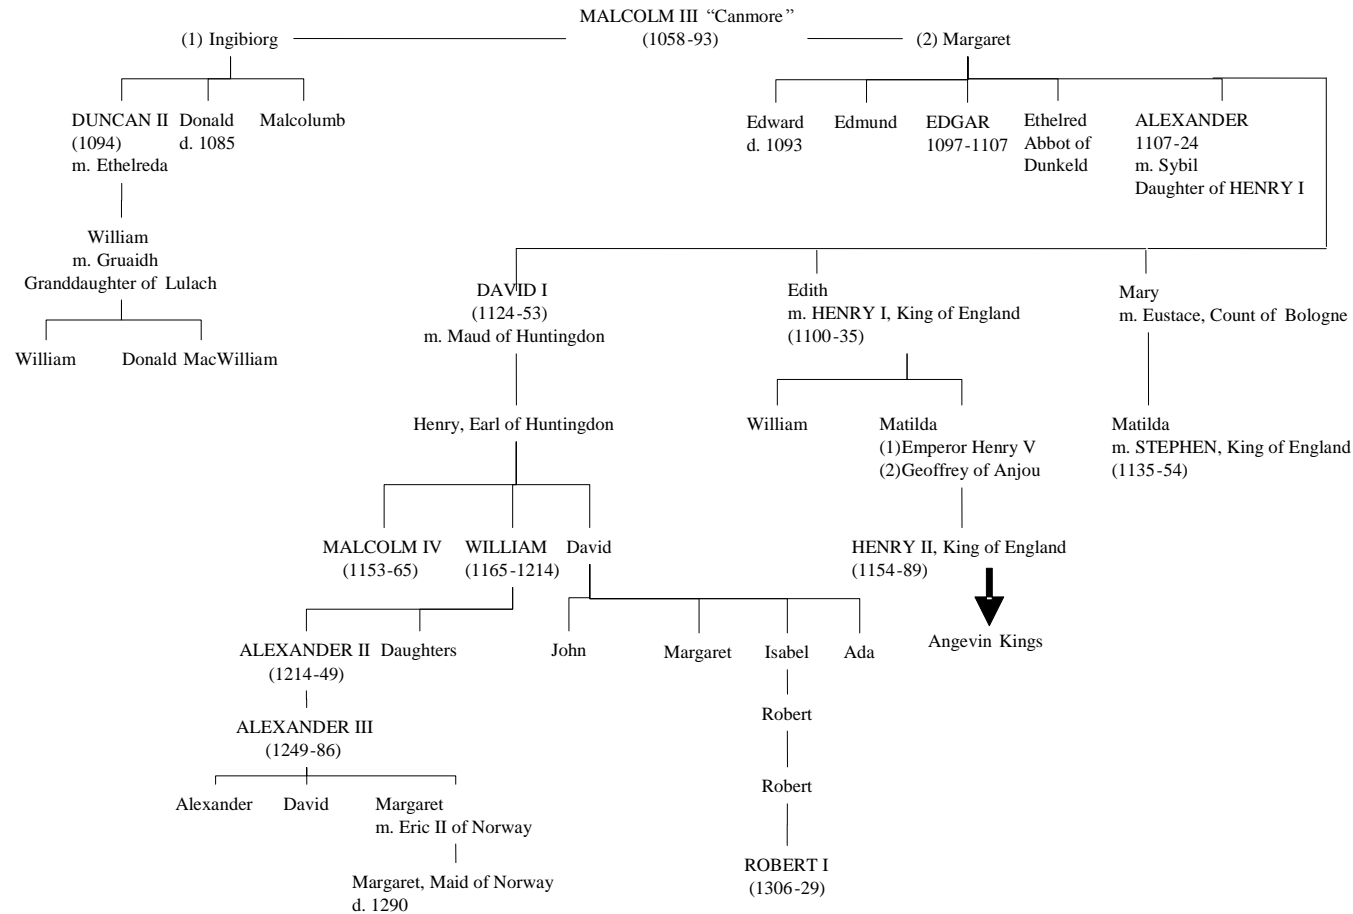 MALCOLM III “Canmore”
(1058-93)
(1) Ingibiorg
(2) Margaret
DUNCAN II
(1094)
m. Ethelreda
Donald
d. 1085
Malcolumb
Edward
d. 1093
Edmund
EDGAR
1097-1107
Ethelred
Abbot of
Dunkeld
ALEXANDER
1107-24
m. Sybil
Daughter of HENRY I
William
m. Gruaidh
Granddaughter of Lulach
William
Donald MacWilliam
DAVID I
(1124-53)
m. Maud of Huntingdon
Edith
m. HENRY I, King of England
(1100-35)
Mary
m. Eustace, Count of Bologne
Henry, Earl of Huntingdon
William
Matilda
(1)Emperor Henry V
(2)Geoffrey of Anjou
Matilda
m. STEPHEN, King of England
(1135-54)
MALCOLM IV
(1153-65)
WILLIAM
(1165-1214)
David
HENRY II, King of England
(1154-89)
Angevin Kings
ALEXANDER II
(1214-49)
Daughters
John
Margaret
Isabel
Ada
ALEXANDER III
(1249-86)
Robert
Alexander
David
Margaret
m. Eric II of Norway
Robert
Margaret, Maid of Norway
d. 1290
ROBERT I
(1306-29)